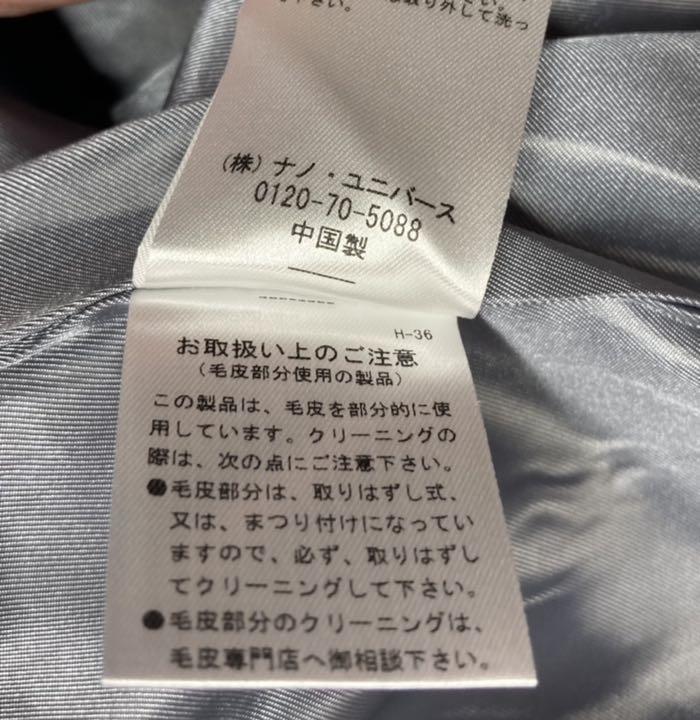 取り外して洗っ
下さい。
(株)ナノ・ユニバース
0120-70-5088
中国製
H-36
お取扱い上のご注意
(毛皮部分使用の製品)
この製品は、毛皮を部分的に使
用しています。クリーニングの
際は、次の点にご注意下さい。
●毛皮部分は、取りはずし式、
又は、まつり付けになってい
ますので、必ず、取りはずし
てクリーニングして下さい。
●毛皮部分のクリーニングは、
毛皮専門店へ御相談下さい。